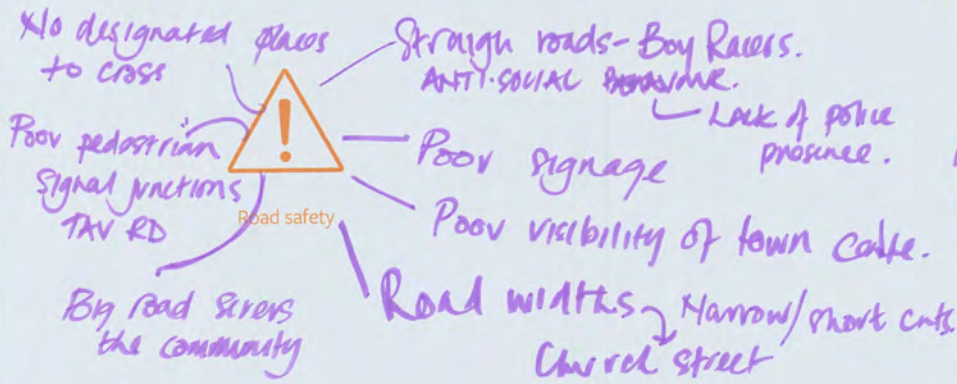 No designated places
to cross
Straigh roads - Boy Racers.
ANTI-SOCIAL
Lack of police
presence.
Poor pedestrian
Signal junctions
TAV RD
Poor signage
Road safety
Poor visibility of town centre.
Big road severs
the community
Road widths
Narrow/short cuts
Church street